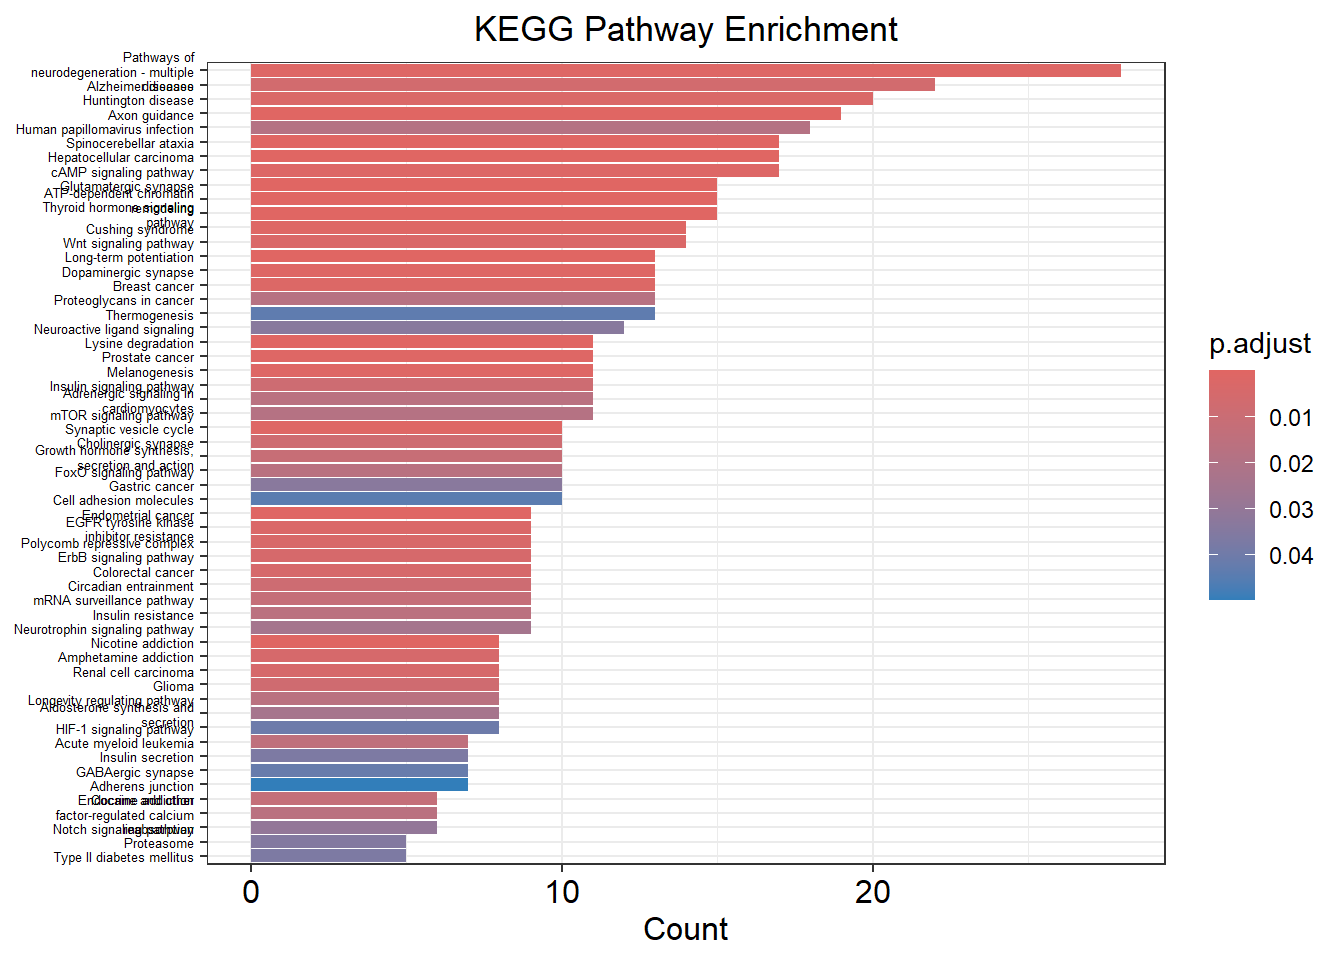 KEGG Pathway Enrichment
Pathways of
neurodegeneration - multiple
diseases
Alzheimer disease
Huntington disease
Axon guidance
Human papillomavirus infection
Spinocerebellar ataxia
Hepatocellular carcinoma
cAMP signaling pathway
Glutamatergic synapse
ATP-dependent chromatin
remodeling
Thyroid hormone signaling
pathway
Cushing syndrome
Wnt signaling pathway
Long-term potentiation
Dopaminergic synapse
Breast cancer
Proteoglycans in cancer
Thermogenesis
Neuroactive ligand signaling
Lysine degradation
Prostate cancer
Melanogenesis
Insulin signaling pathway
Adrenergic signaling in
cardiomyocytes
mTOR signaling pathway
Synaptic vesicle cycle
Cholinergic synapse
Growth hormone synthesis,
secretion and action
FoxO signaling pathway
Gastric cancer
Cell adhesion molecules
Endometrial cancer
EGFR tyrosine kinase
inhibitor resistance
Polycomb repressive complex
ErbB signaling pathway
Colorectal cancer
Circadian entrainment
mRNA surveillance pathway
Insulin resistance
Neurotrophin signaling pathway
Nicotine addiction
Amphetamine addiction
Renal cell carcinoma
Glioma
Longevity regulating pathway
Aldosterone synthesis and
secretion
HIF-1 signaling pathway
Acute myeloid leukemia
Insulin secretion
GABAergic synapse
Adherens junction
Cocaine addiction
Endocrine and other
factor-regulated calcium
reabsorption
Notch signaling pathway
Proteasome
Type II diabetes mellitus
0 10 20
Count
p.adjust
0.01
0.02
0.03
0.04